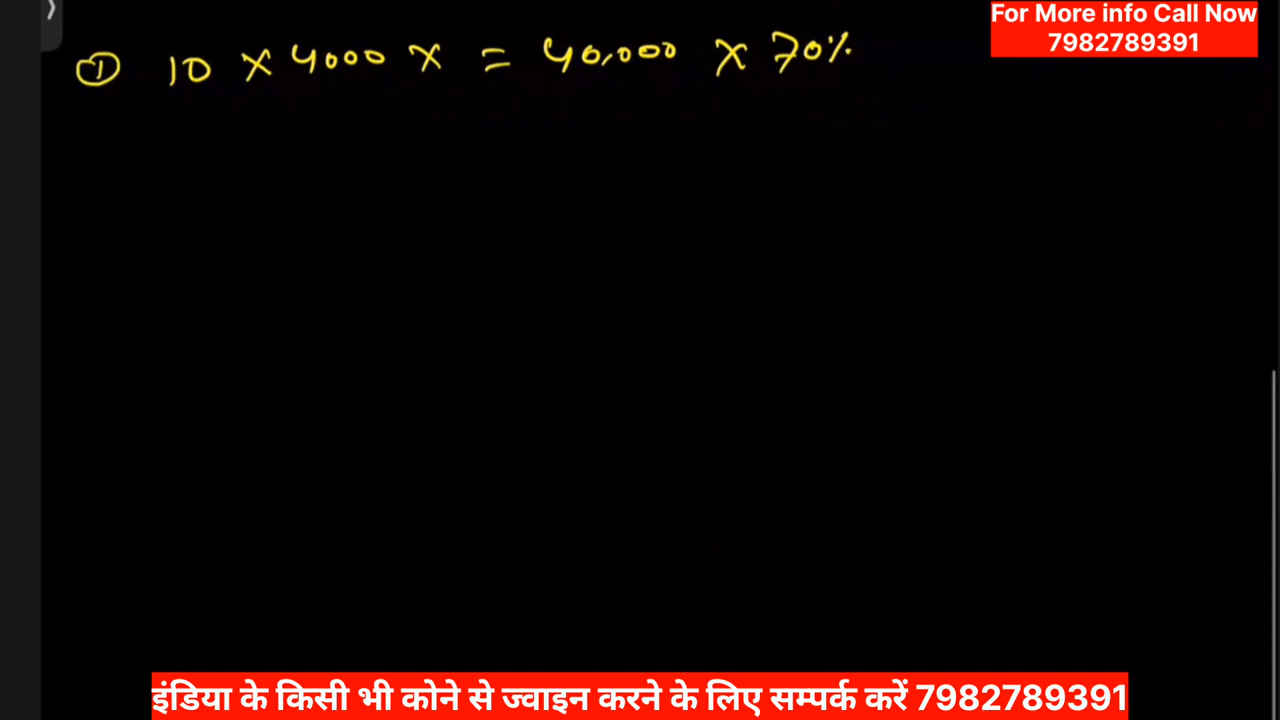 For More info Call Now
7982789391
① 10 × 4000 × = 40,000 × 70%
इंडिया के किसी भी कोने से ज्वाइन करने के लिए सम्पर्क करें 7982789391